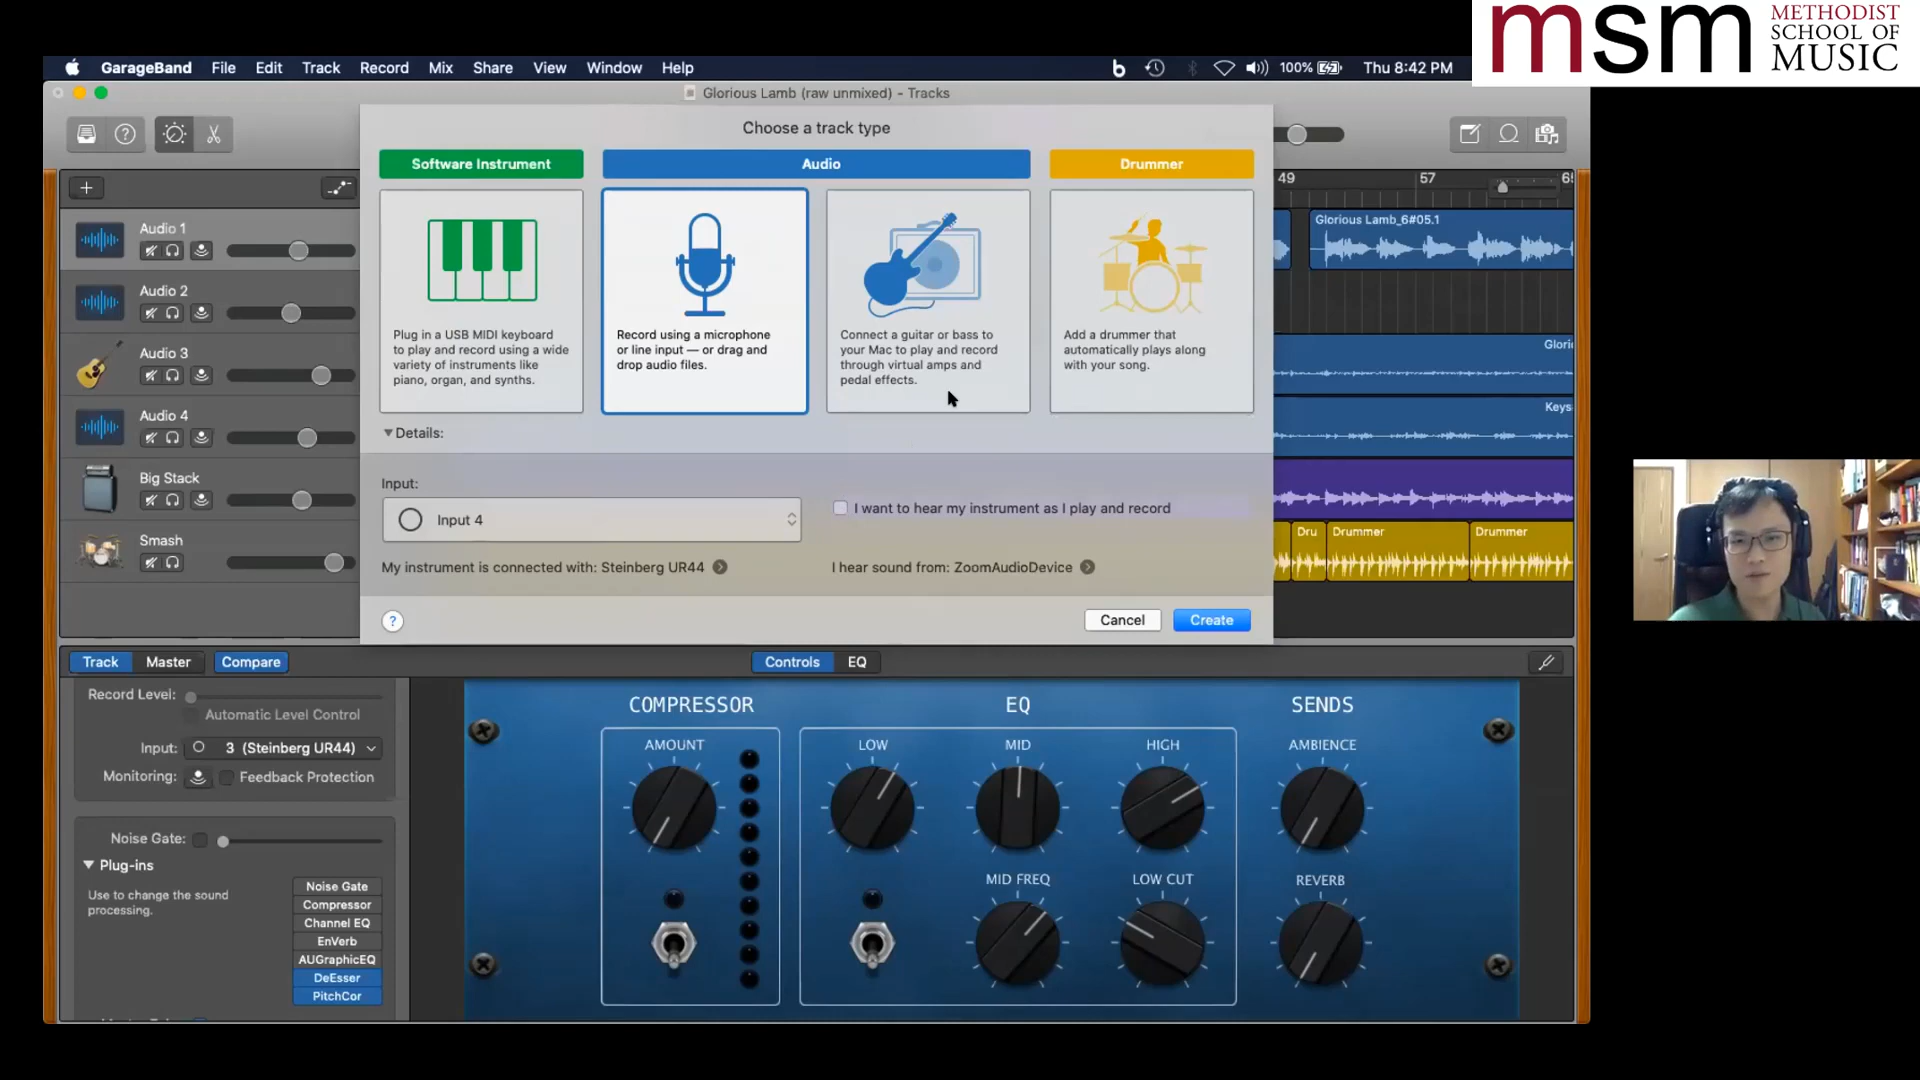 msm METHODIST
SCHOOL OF
MUSIC
GarageBand File Edit Track Record Mix Share View Window Help
100% Thu 8:42 PM
Glorious Lamb (raw unmixed) - Tracks
Choose a track type
Software Instrument
Audio
Drummer
Plug in a USB MIDI keyboard
to play and record using a wide
variety of instruments like
piano, organ, and synths.
Record using a microphone
or line input — or drag and
drop audio files.
Connect a guitar or bass to
your Mac to play and record
through virtual amps and
pedal effects.
Add a drummer that
automatically plays along
with your song.
Details:
Input:
Input 4
I want to hear my instrument as I play and record
My instrument is connected with: Steinberg UR44
I hear sound from: ZoomAudioDevice
?
Cancel
Create
Audio 1
Audio 2
Audio 3
Audio 4
Big Stack
Smash
49 57 65
Glorious Lamb_6#05.1
Glori
Keys
Dru Drummer Drummer
Track Master Compare
Controls EQ
Record Level:
Automatic Level Control
Input: 3 (Steinberg UR44)
Monitoring: Feedback Protection
Noise Gate:
Plug-ins
Use to change the sound
processing.
Noise Gate
Compressor
Channel EQ
EnVerb
AUGraphicEQ
DeEsser
PitchCor
COMPRESSOR
AMOUNT
EQ
LOW MID HIGH
MID FREQ LOW CUT
SENDS
AMBIENCE
REVERB